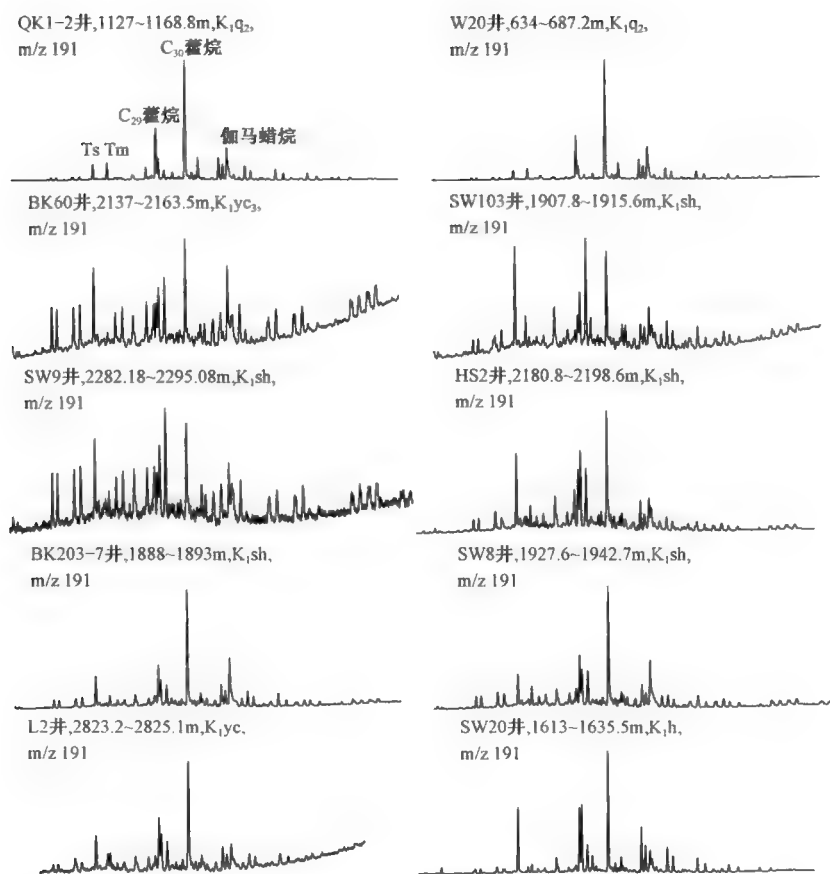 QK1-2井,1127~1168.8m,K₁q₂,
m/z 191
C₃₀藿烷
C₂₉藿烷
Ts Tm
伽马蜡烷
W20井,634~687.2m,K₁q₂,
m/z 191
BK60井,2137~2163.5m,K₁yc₃,
m/z 191
SW103井,1907.8~1915.6m,K₁sh,
m/z 191
SW9井,2282.18~2295.08m,K₁sh,
m/z 191
HS2井,2180.8~2198.6m,K₁sh,
m/z 191
BK203-7井,1888~1893m,K₁sh,
m/z 191
SW8井,1927.6~1942.7m,K₁sh,
m/z 191
L2井,2823.2~2825.1m,K₁yc,
m/z 191
SW20井,1613~1635.5m,K₁h,
m/z 191